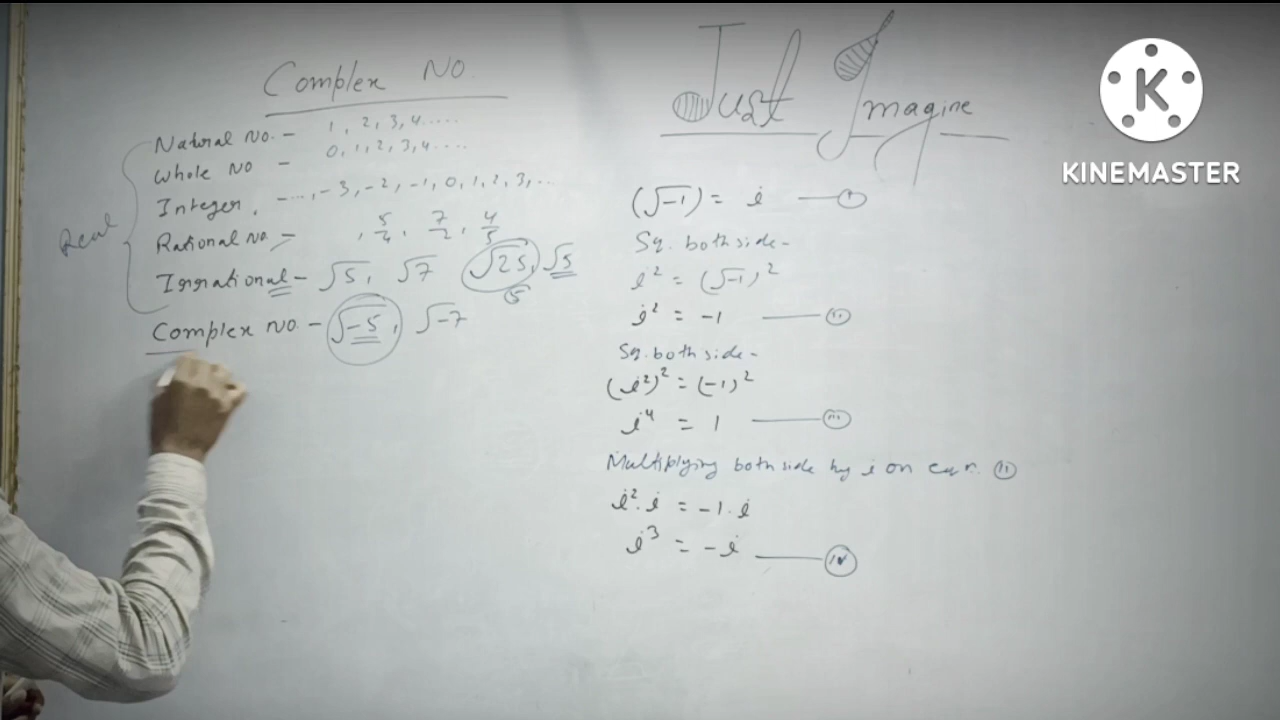 Complex No.
Natural No. - 1, 2, 3, 4.....
Whole No - 0, 1, 2, 3, 4....
Integer. - ..., -3, -2, -1, 0, 1, 2, 3, ...
Real
Rational No. - , 5/4, 7/2, 4/5
Irrational - √5, √7 √25, √5
5
Complex No. - √-5, √-7
Just Imagine
(√-1) = i — (i)
Sq. both side -
i² = (√-1)²
i² = -1 — (ii)
Sq. both side -
(i²)² = (-1)²
i⁴ = 1 — (iii)
Multiplying both side by i on eqn. (ii)
i². i = -1. i
i³ = -i — (iv)
K
KINEMASTER